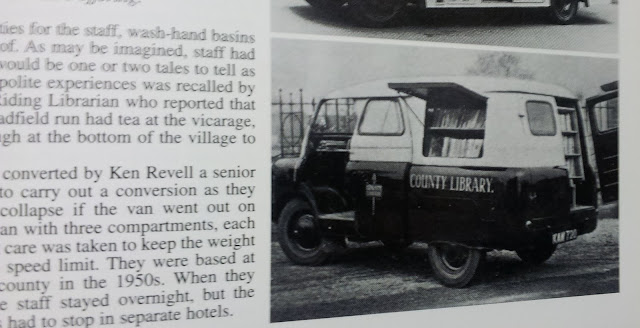 ties for the staff, wash-hand basins
of. As may be imagined, staff had
would be one or two tales to tell as
polite experiences was recalled by
Riding Librarian who reported that
adfield run had tea at the vicarage,
ugh at the bottom of the village to
converted by Ken Revell a senior
to carry out a conversion as they
collapse if the van went out on
an with three compartments, each
care was taken to keep the weight
speed limit. They were based at
county in the 1950s. When they
e staff stayed overnight, but the
s had to stop in separate hotels.
COUNTY LIBRARY.